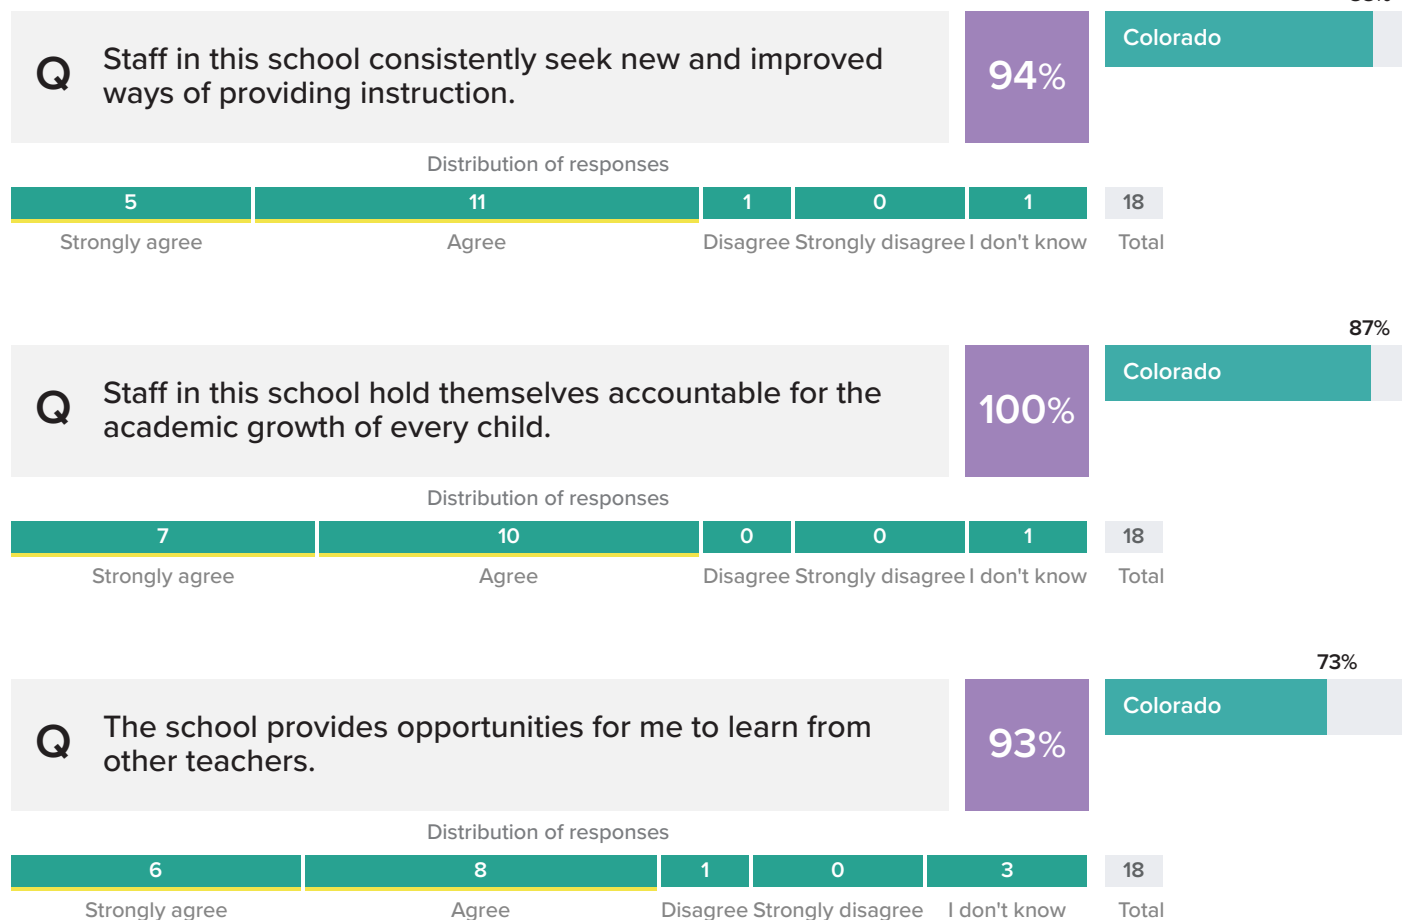 Colorado
Q
Staff in this school consistently seek new and improved
ways of providing instruction.
94%
Distribution of responses
5 11 1 0 1 18
Strongly agree Agree Disagree Strongly disagree I don't know Total
87%
Colorado
Q
Staff in this school hold themselves accountable for the
academic growth of every child.
100%
Distribution of responses
7 10 0 0 1 18
Strongly agree Agree Disagree Strongly disagree I don't know Total
73%
Colorado
Q
The school provides opportunities for me to learn from
other teachers.
93%
Distribution of responses
6 8 1 0 3 18
Strongly agree Agree Disagree Strongly disagree I don't know Total